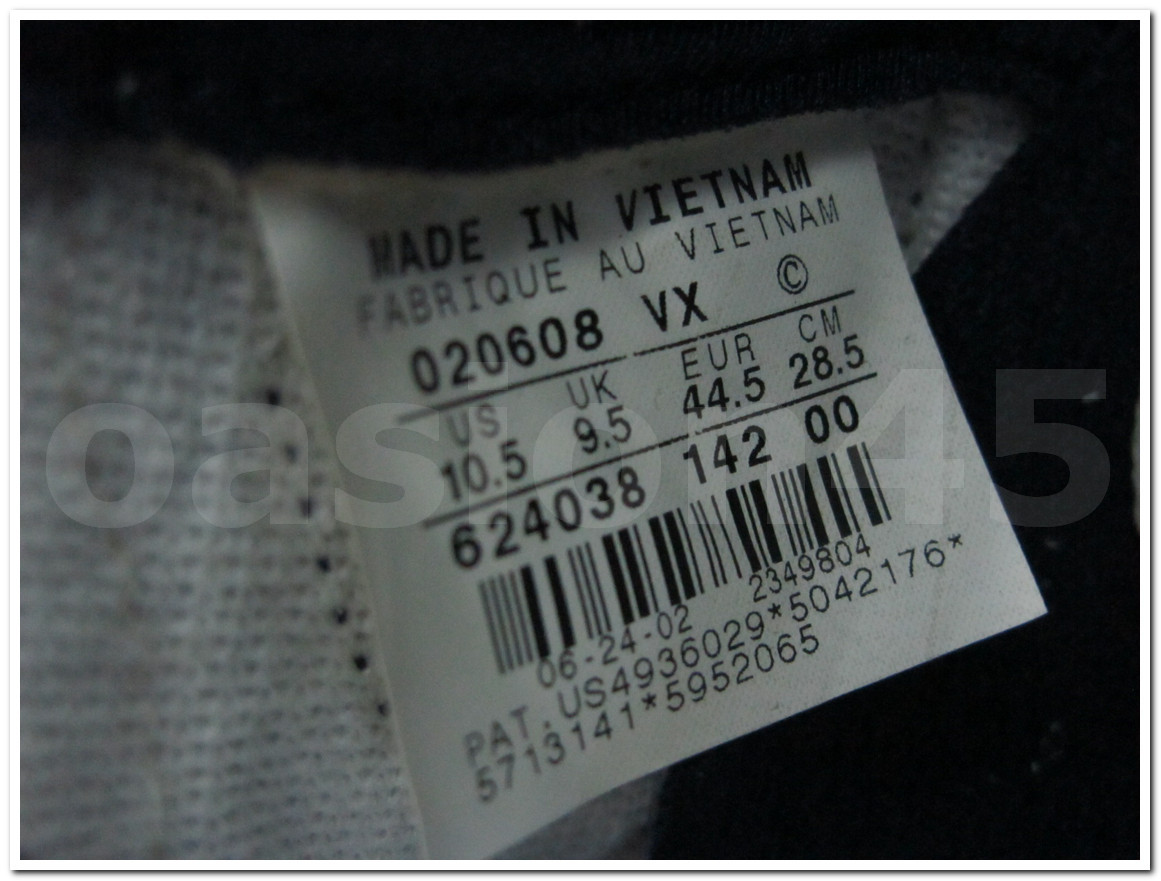 MADE IN VIETNAM
FABRIQUE AU VIETNAM
020608 VX ©
US UK EUR CM
10.5 9.5 44.5 28.5
624038 142 00
06-24-02 2349804
PAT.US4936029*5042176*
5713141*5952065
oasion45